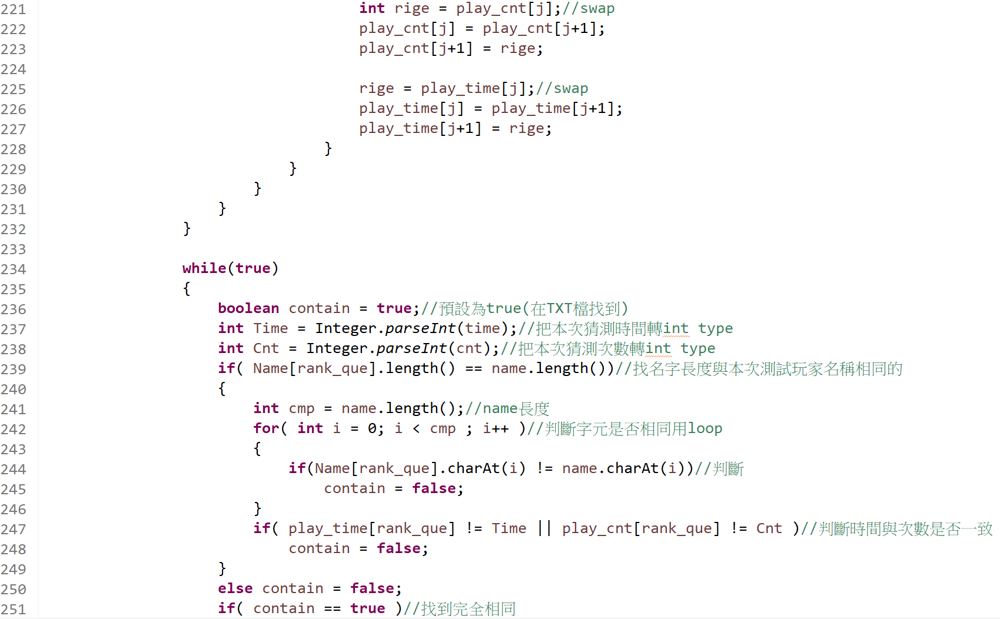 221 int rige = play_cnt[j];//swap
222 play_cnt[j] = play_cnt[j+1];
223 play_cnt[j+1] = rige;
224
225 rige = play_time[j];//swap
226 play_time[j] = play_time[j+1];
227 play_time[j+1] = rige;
228 }
229 }
230 }
231 }
232 }
233
234 while(true)
235 {
236 boolean contain = true;//預設為true(在TXT檔找到)
237 int Time = Integer.parseInt(time);//把本次猜測時間轉int type
238 int Cnt = Integer.parseInt(cnt);//把本次猜測次數轉int type
239 if( Name[rank_que].length() == name.length())//找名字長度與本次測試玩家名稱相同的
240 {
241 int cmp = name.length();//name長度
242 for( int i = 0; i < cmp ; i++ )//判斷字元是否相同用loop
243 {
244 if(Name[rank_que].charAt(i) != name.charAt(i))//判斷
245 contain = false;
246 }
247 if( play_time[rank_que] != Time || play_cnt[rank_que] != Cnt )//判斷時間與次數是否一致
248 contain = false;
249 }
250 else contain = false;
251 if( contain == true )//找到完全相同